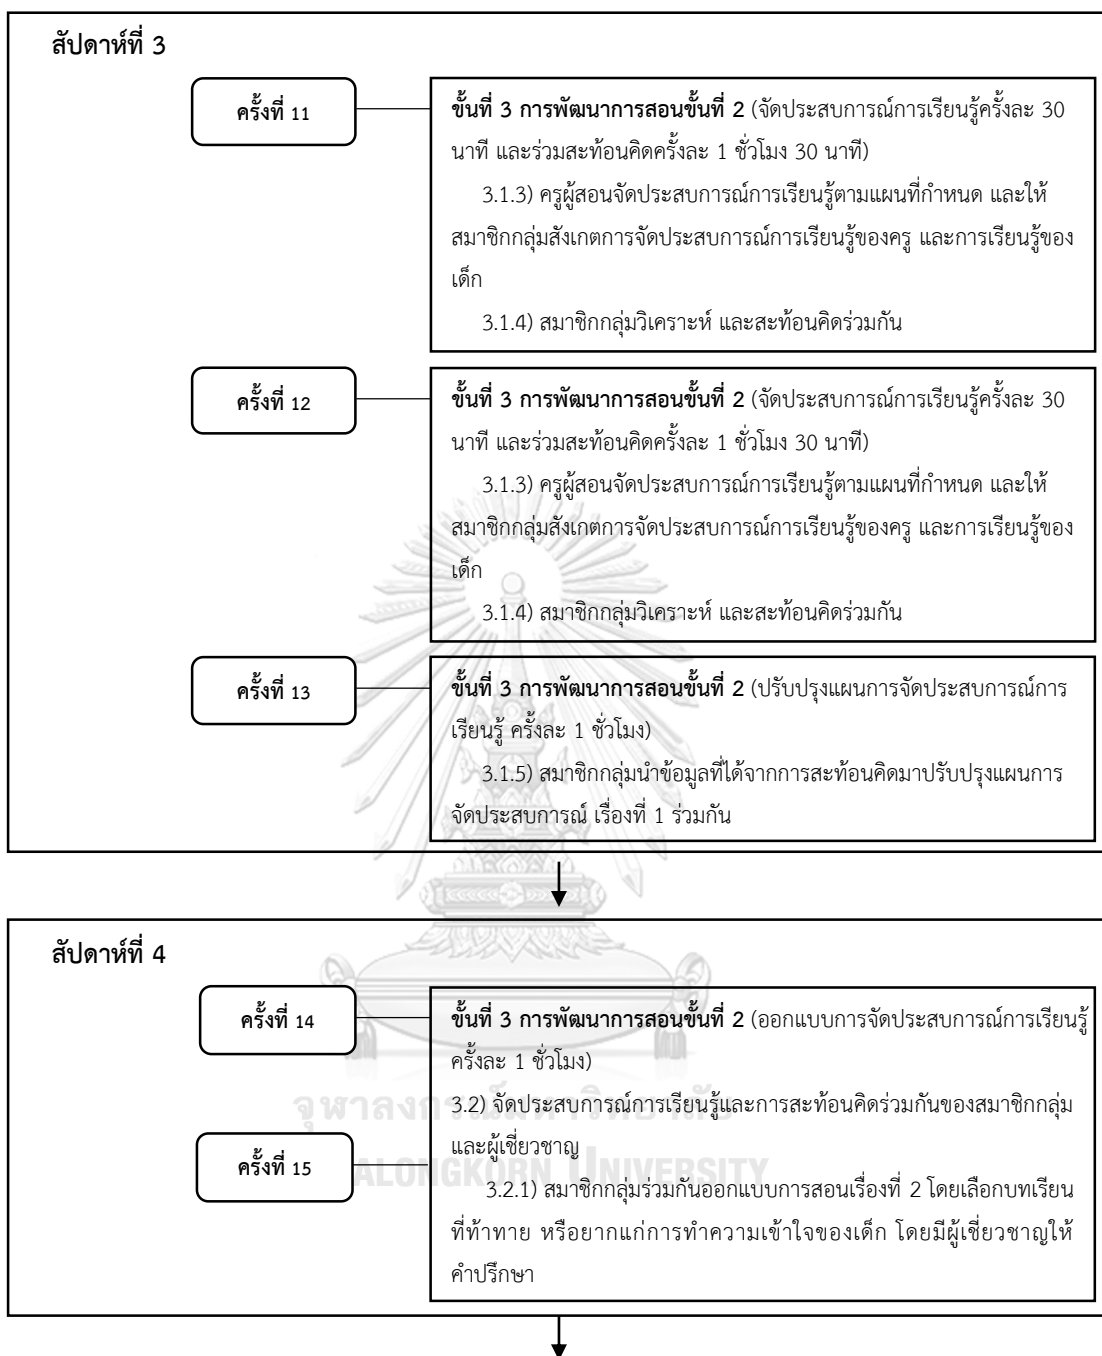 สัปดาห์ที่ 3
ครั้งที่ 11
ขั้นที่ 3 การพัฒนาการสอนขั้นที่ 2 (จัดประสบการณ์การเรียนรู้ครั้งละ 30
นาที และร่วมสะท้อนคิดครั้งละ 1 ชั่วโมง 30 นาที)
3.1.3) ครูผู้สอนจัดประสบการณ์การเรียนรู้ตามแผนที่กำหนด และให้
สมาชิกกลุ่มสังเกตการจัดประสบการณ์การเรียนรู้ของครู และการเรียนรู้ของ
เด็ก
3.1.4) สมาชิกกลุ่มวิเคราะห์ และสะท้อนคิดร่วมกัน
ครั้งที่ 12
ขั้นที่ 3 การพัฒนาการสอนขั้นที่ 2 (จัดประสบการณ์การเรียนรู้ครั้งละ 30
นาที และร่วมสะท้อนคิดครั้งละ 1 ชั่วโมง 30 นาที)
3.1.3) ครูผู้สอนจัดประสบการณ์การเรียนรู้ตามแผนที่กำหนด และให้
สมาชิกกลุ่มสังเกตการจัดประสบการณ์การเรียนรู้ของครู และการเรียนรู้ของ
เด็ก
3.1.4) สมาชิกกลุ่มวิเคราะห์ และสะท้อนคิดร่วมกัน
ครั้งที่ 13
ขั้นที่ 3 การพัฒนาการสอนขั้นที่ 2 (ปรับปรุงแผนการจัดประสบการณ์การ
เรียนรู้ ครั้งละ 1 ชั่วโมง)
3.1.5) สมาชิกกลุ่มนำข้อมูลที่ได้จากการสะท้อนคิดมาปรับปรุงแผนการ
จัดประสบการณ์ เรื่องที่ 1 ร่วมกัน
สัปดาห์ที่ 4
ครั้งที่ 14
ขั้นที่ 3 การพัฒนาการสอนขั้นที่ 2 (ออกแบบการจัดประสบการณ์การเรียนรู้
ครั้งละ 1 ชั่วโมง)
3.2) จัดประสบการณ์การเรียนรู้และการสะท้อนคิดร่วมกันของสมาชิกกลุ่ม
และผู้เชี่ยวชาญ
ครั้งที่ 15
3.2.1) สมาชิกกลุ่มร่วมกันออกแบบการสอนเรื่องที่ 2 โดยเลือกบทเรียน
ที่ท้าทาย หรือยากแก่การทำความเข้าใจของเด็ก โดยมีผู้เชี่ยวชาญให้
คำปรึกษา
UNIVERSITY